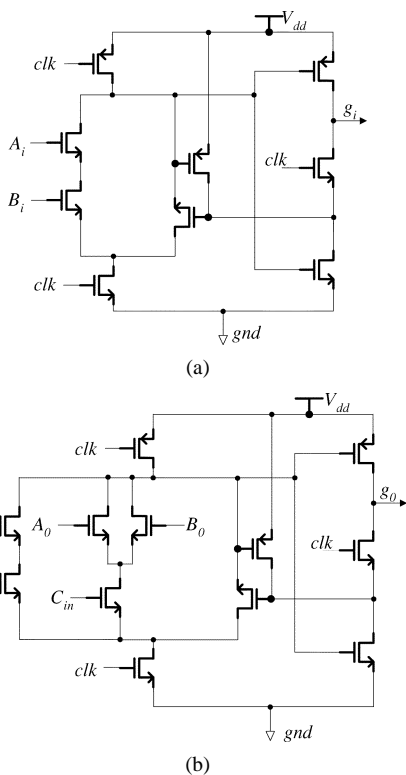 V_dd
clk
g_i
A_i
clk
B_i
clk
gnd
(a)
V_dd
clk
g_0
A_0
B_0
clk
C_in
clk
gnd
(b)